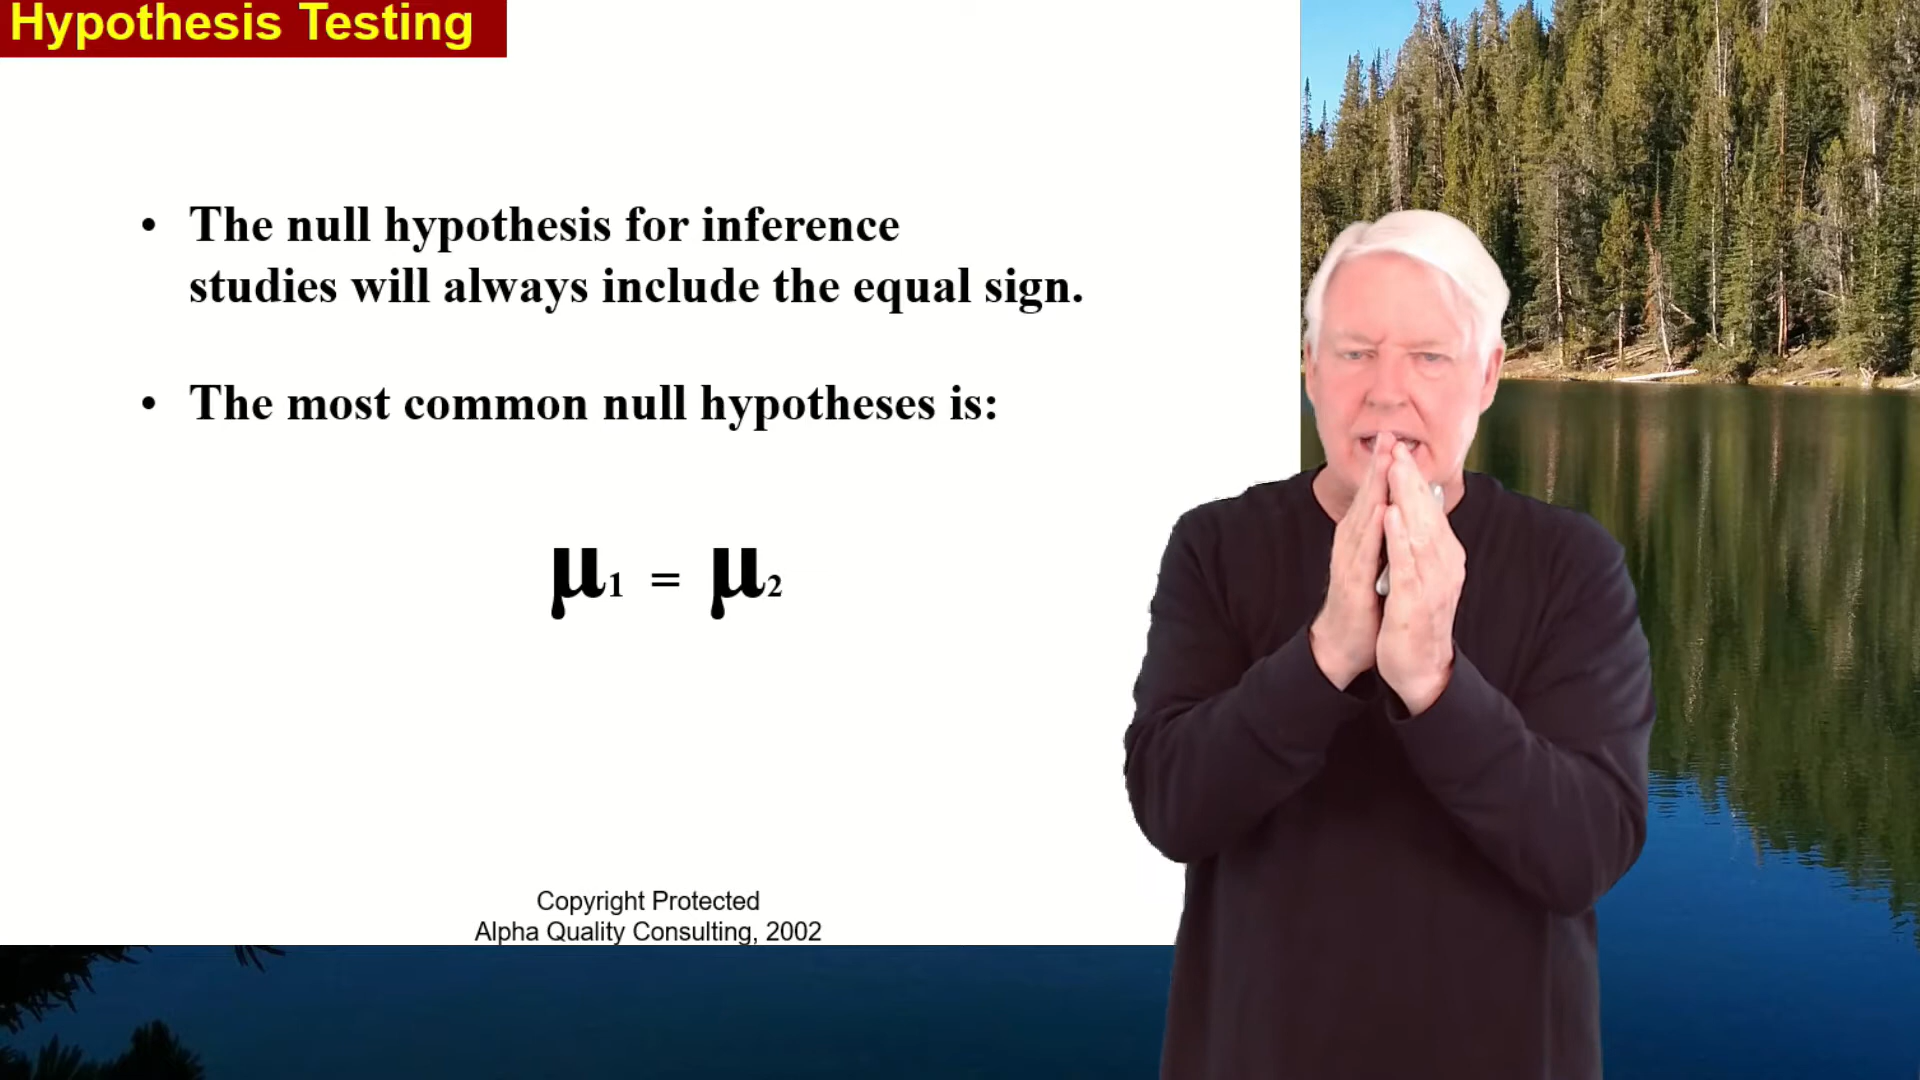 Hypothesis Testing
• The null hypothesis for inference
studies will always include the equal sign.
• The most common null hypotheses is:
μ1 = μ2
Copyright Protected
Alpha Quality Consulting, 2002